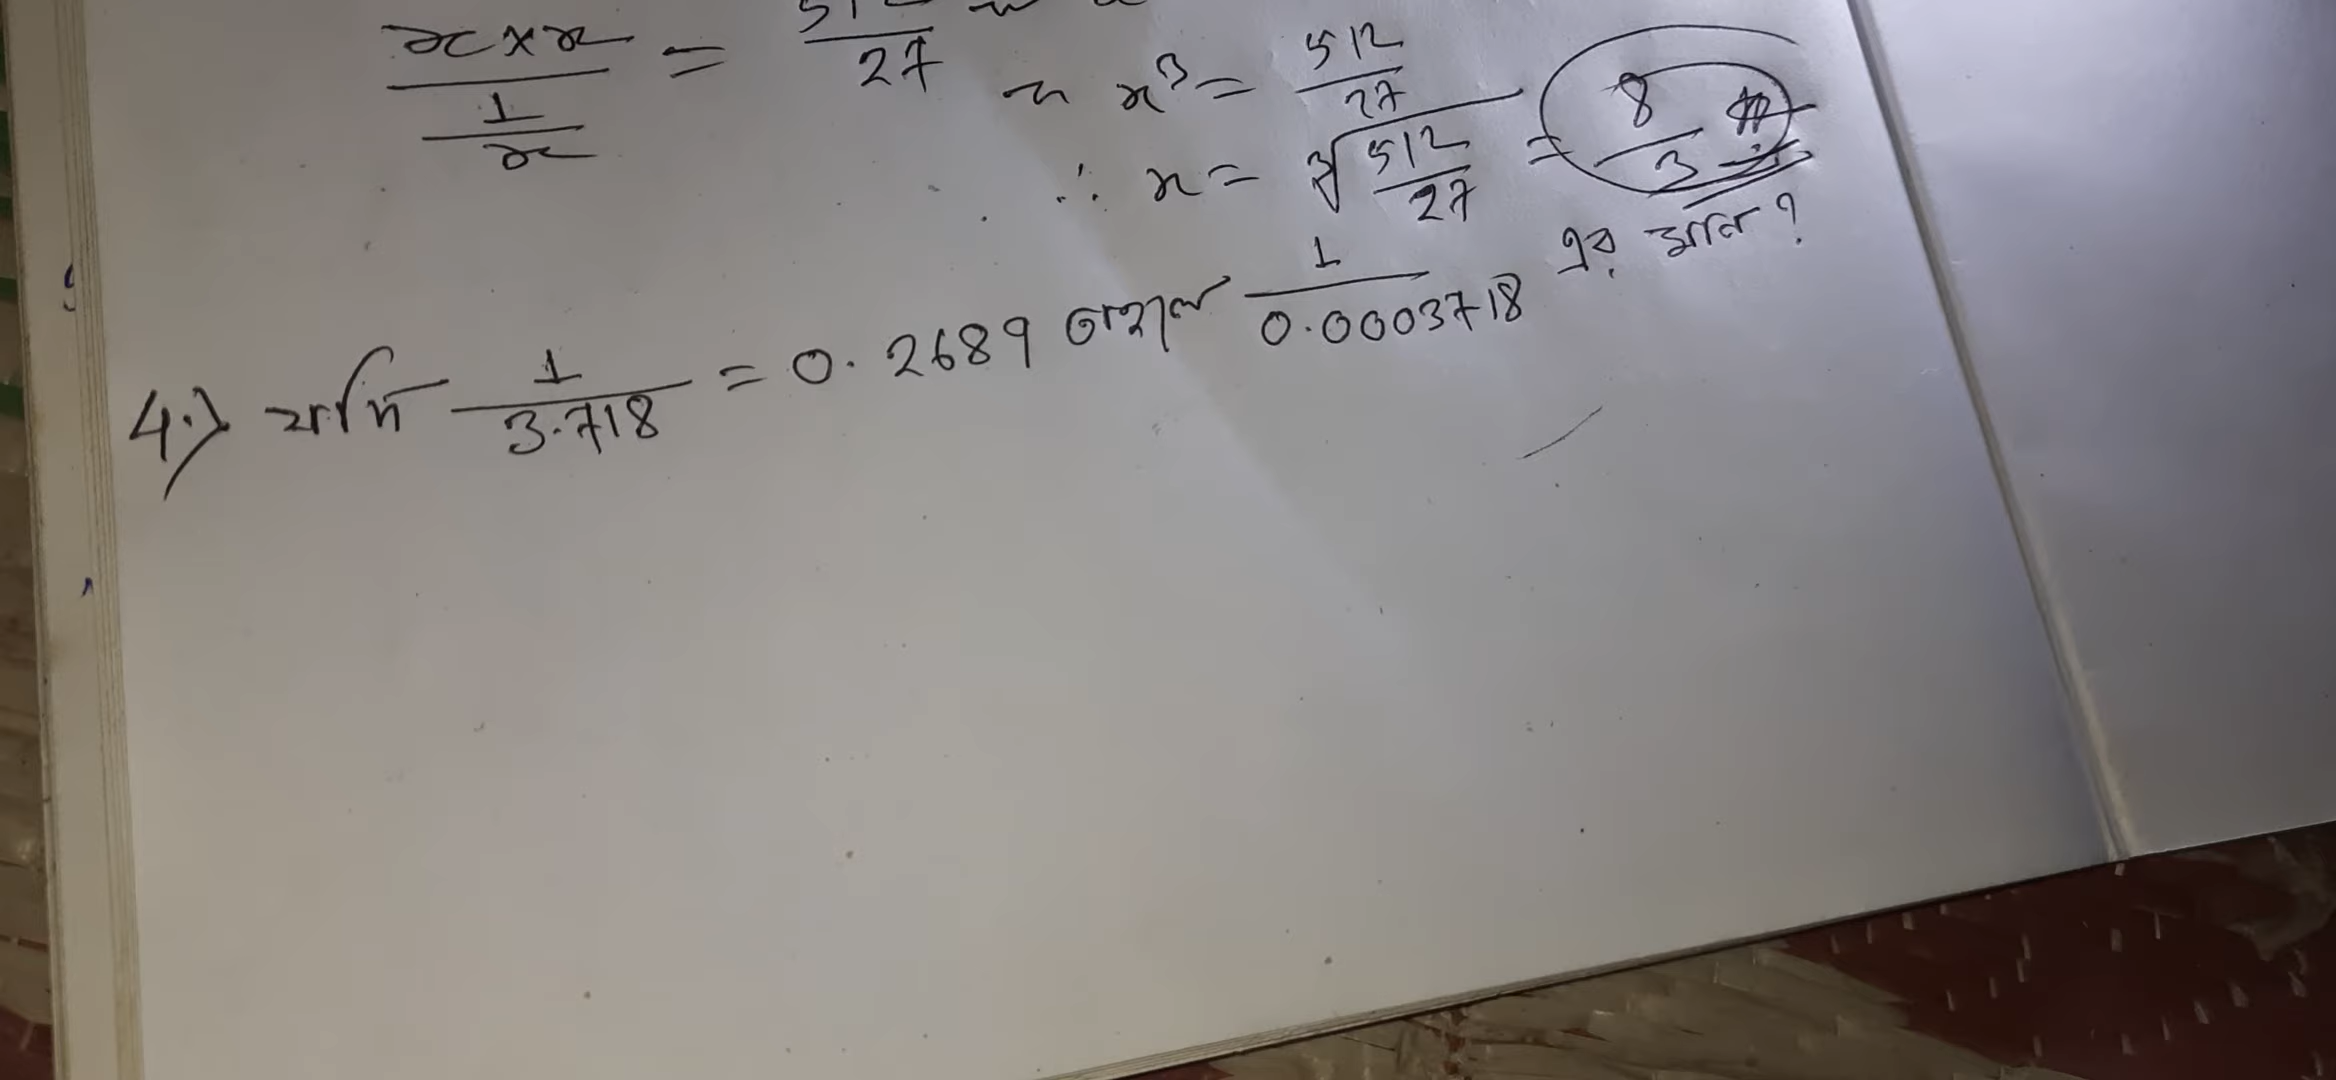 x × x / 1/x = 512/27
বা x³ = 512/27
∴ x = ∛512/27 = 8/3
4.) যদি 1/3.718 = 0.2689 তাহলে 1/0.0003718 এর মান?